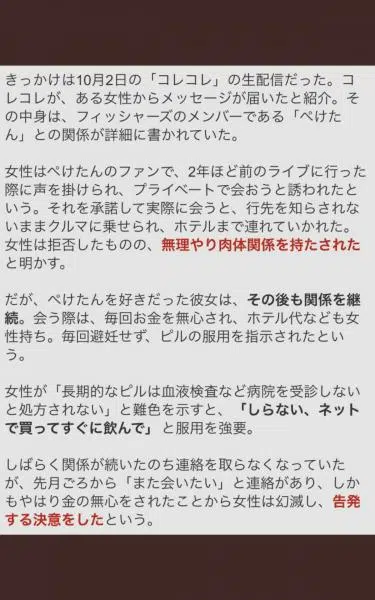 きっかけは10月2日の「コレコレ」の生配信だった。コ
レコレが、ある女性からメッセージが届いたと紹介。そ
の中身は、フィッシャーズのメンバーである「ぺけた
ん」との関係が詳細に書かれていた。
女性はぺけたんのファンで、2年ほど前のライブに行った
際に声を掛けられ、プライベートで会おうと誘われたと
いう。それを承諾して実際に会うと、行先を知らされな
いままクルマに乗せられ、ホテルまで連れていかれた。
女性は拒否したものの、無理やり肉体関係を持たされた
と明かす。
だが、ぺけたんを好きだった彼女は、その後も関係を継
続。会う際は、毎回お金を無心され、ホテル代なども女
性持ち。毎回避妊せず、ピルの服用を指示されたとい
う。
女性が「長期的なピルは血液検査など病院を受診しない
と処方されない」と難色を示すと、「しらない、ネット
で買ってすぐに飲んで」と服用を強要。
しばらく関係が続いたのち連絡を取らなくなっていた
が、先月ごろから「また会いたい」と連絡があり、しか
もやはり金の無心をされたことから女性は幻滅し、告発
する決意をしたという。